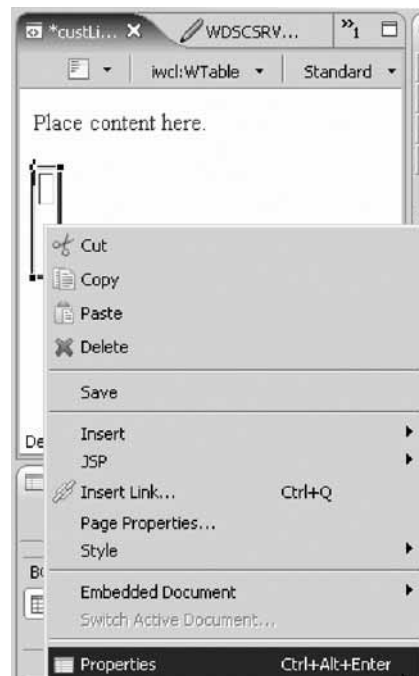 *custLi... WDSCSRV... »1
iwcl:WTable Standard
Place content here.
Cut
Copy
Paste
Delete
Save
De
Insert
JSP
Insert Link... Ctrl+Q
Page Properties...
Style
BO
Embedded Document
Switch Active Document...
Properties Ctrl+Alt+Enter